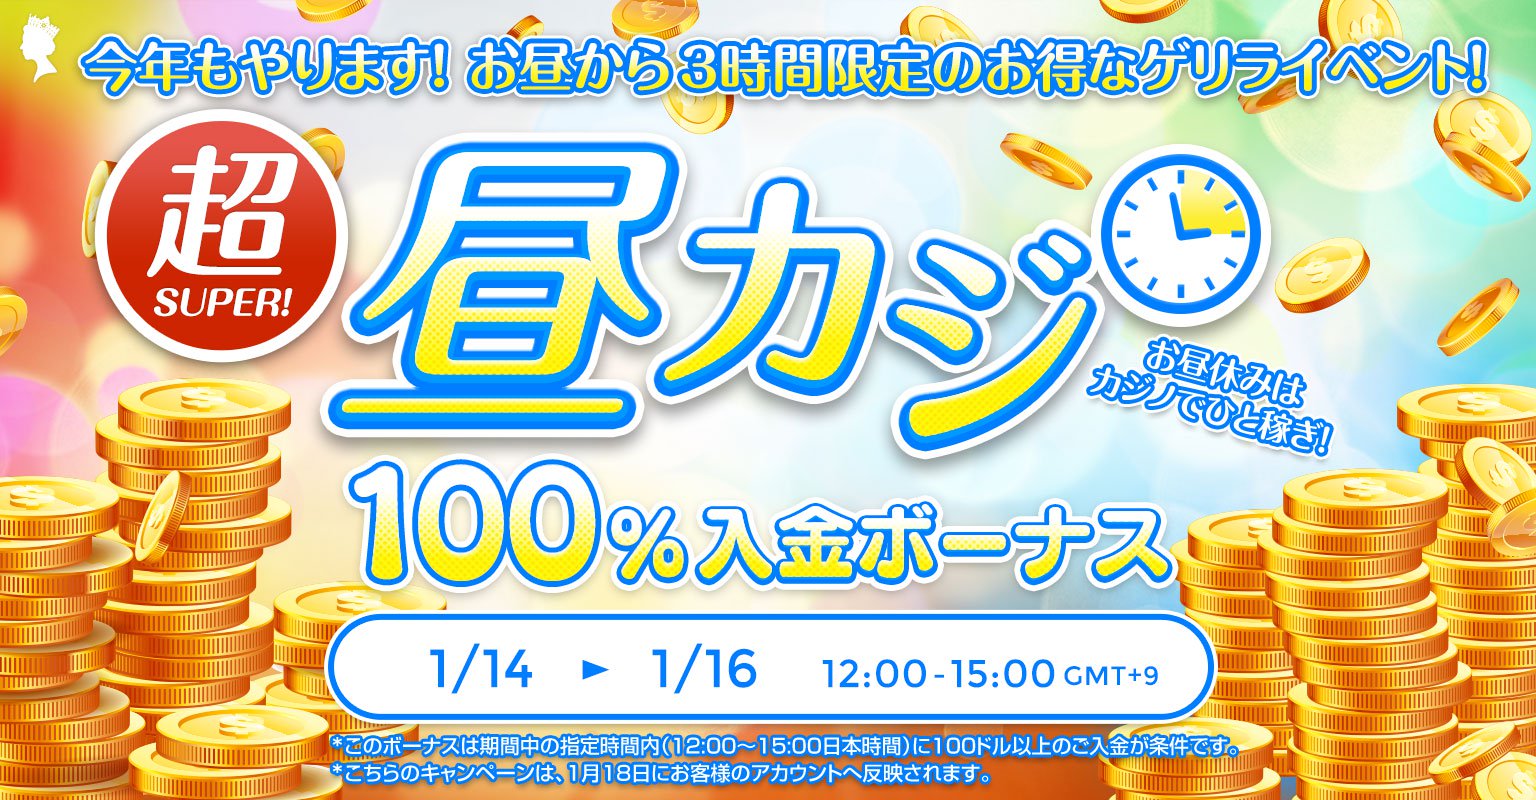 今年もやります! お昼から3時間限定のお得なゲリライベント!
超
SUPER!
昼カジ
お昼休みは
カジノでひと稼ぎ!
100%入金ボーナス
1/14 ► 1/16 12:00-15:00 GMT+9
*このボーナスは期間中の指定時間内(12:00〜15:00日本時間)に100ドル以上のご入金が条件です。
*こちらのキャンペーンは、1月18日にお客様のアカウントへ反映されます。